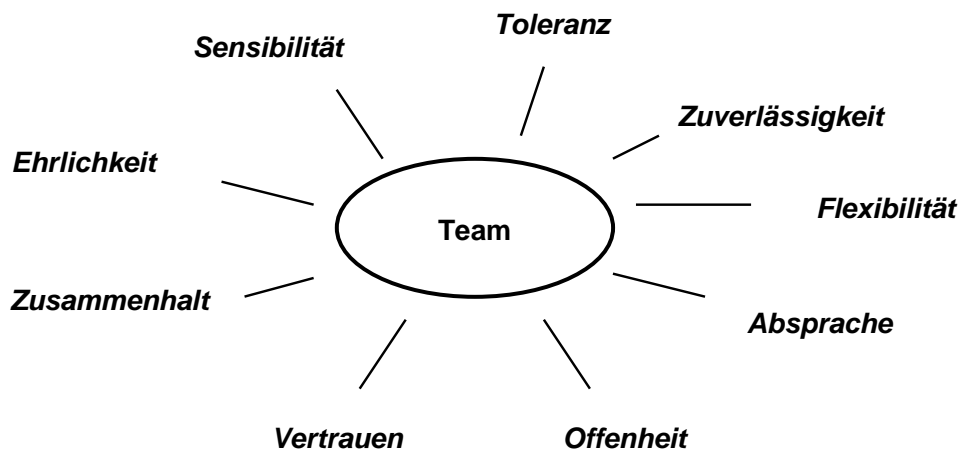 Toleranz
Sensibilität
Zuverlässigkeit
Ehrlichkeit
Flexibilität
Team
Zusammenhalt
Absprache
Vertrauen
Offenheit